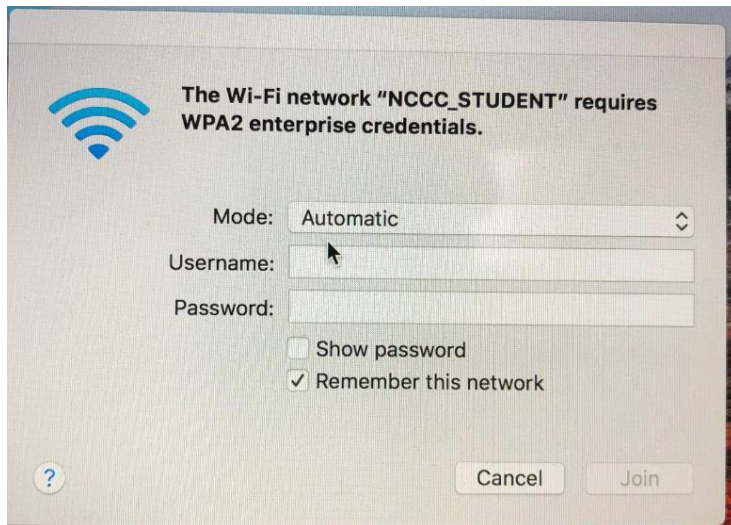 The Wi-Fi network “NCCC_STUDENT” requires
WPA2 enterprise credentials.
Mode: Automatic
Username:
Password:
Show password
Remember this network
? Cancel Join